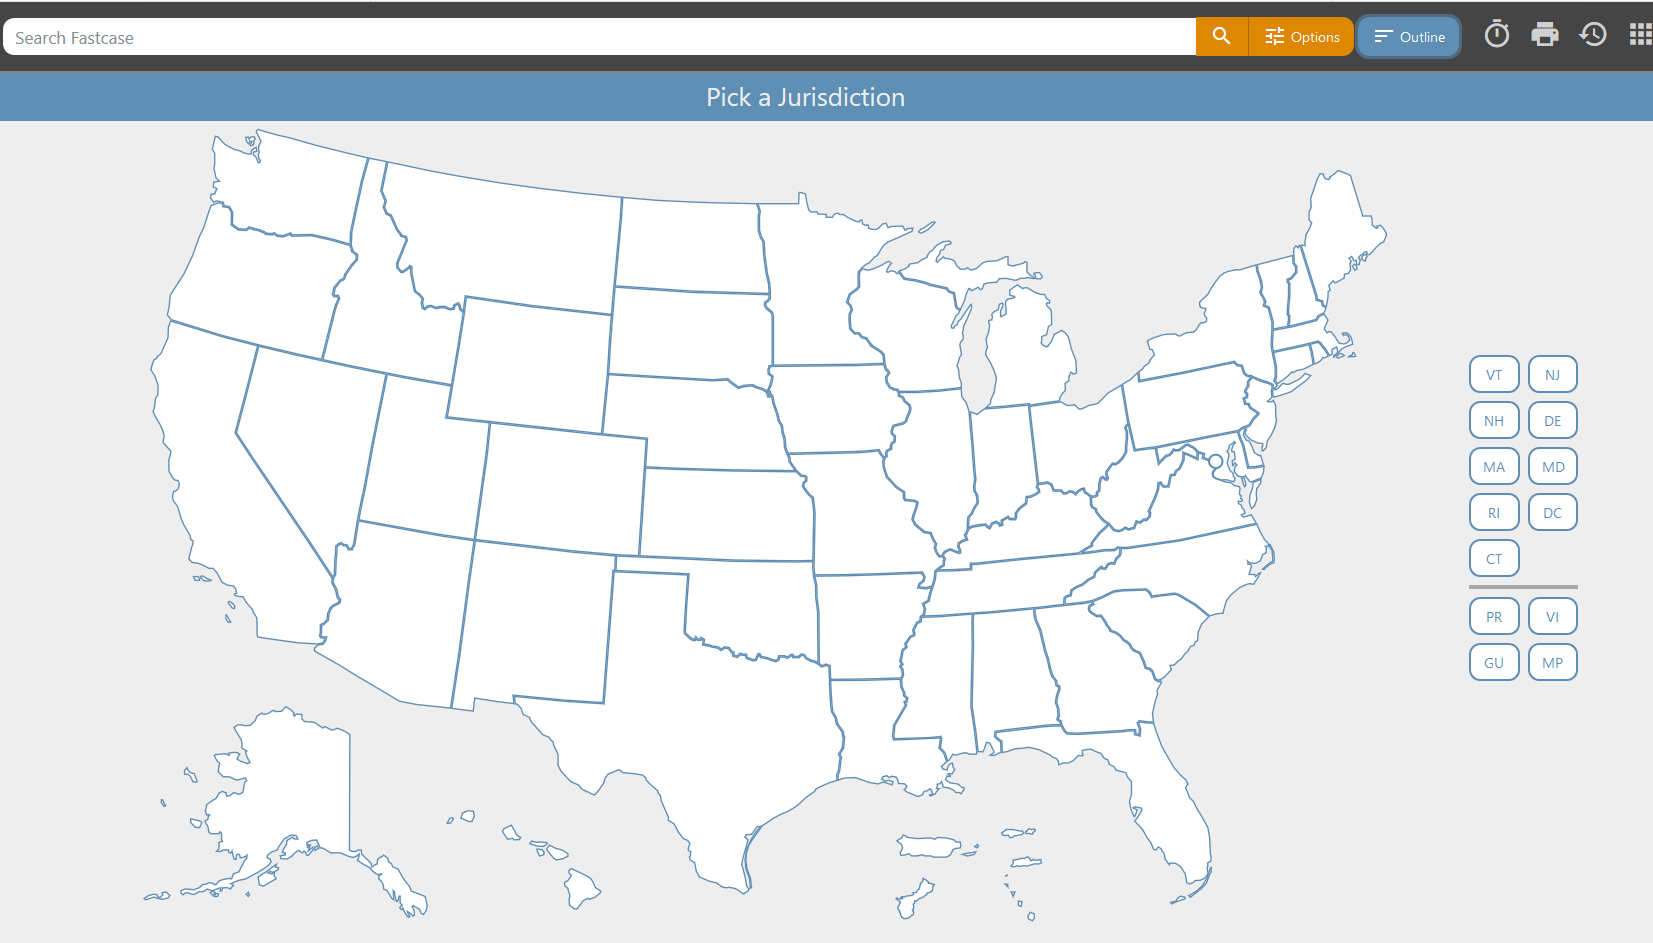 Search Fastcase Options Outline
Pick a Jurisdiction
VT NJ
NH DE
MA MD
RI DC
CT
PR VI
GU MP